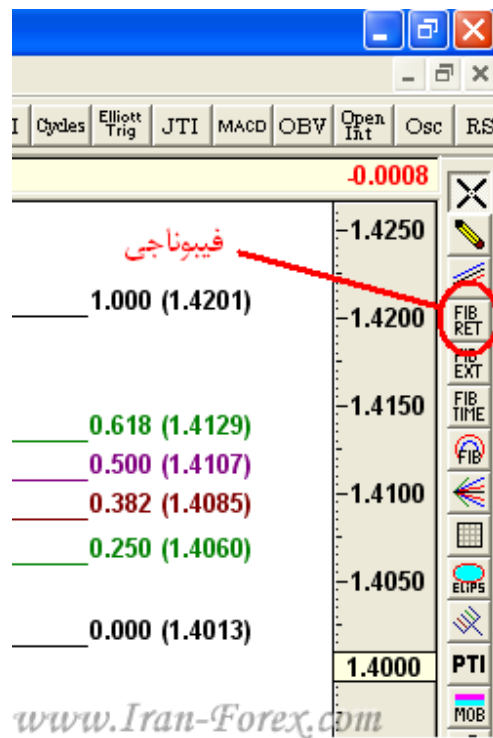 Cycles Elliott Trig JTI MACD OBV Open Int Osc RS
-0.0008
فيبوناجى
1.4250
1.000 (1.4201)
1.4200
FIB RET
FIB EXT
1.4150
FIB TIME
0.618 (1.4129)
FIB
0.500 (1.4107)
1.4100
0.382 (1.4085)
0.250 (1.4060)
1.4050
ELIPS
0.000 (1.4013)
1.4000
PTI
MOB
www.Iran-Forex.com